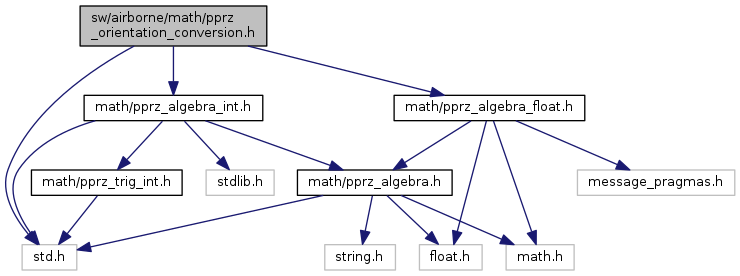 sw/airborne/math/pprz
_orientation_conversion.h
math/pprz_algebra_int.h
math/pprz_algebra_float.h
math/pprz_trig_int.h
stdlib.h
math/pprz_algebra.h
message_pragmas.h
std.h
string.h
float.h
math.h